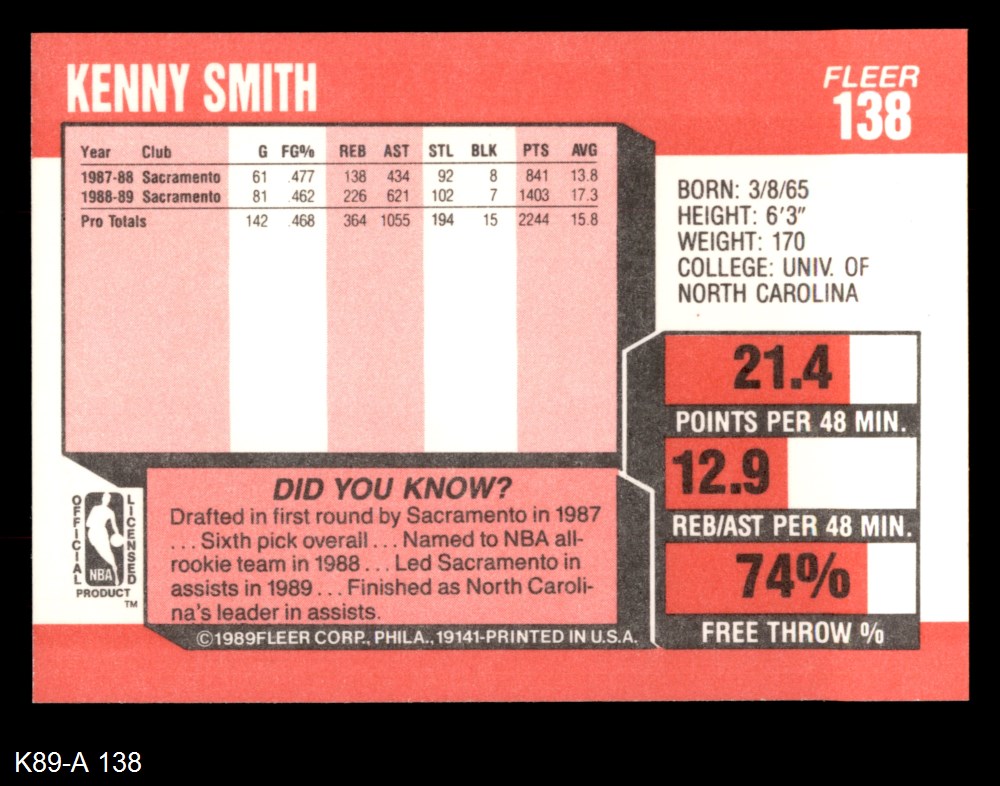 KENNY SMITH
FLEER
138
Year Club G FG% REB AST STL BLK PTS AVG
1987-88 Sacramento 61 .477 138 434 92 8 841 13.8
1988-89 Sacramento 81 .462 226 621 102 7 1403 17.3
Pro Totals 142 .468 364 1055 194 15 2244 15.8
BORN: 3/8/65
HEIGHT: 6'3"
WEIGHT: 170
COLLEGE: UNIV. OF
NORTH CAROLINA
21.4
POINTS PER 48 MIN.
12.9
REB/AST PER 48 MIN.
74%
FREE THROW %
DID YOU KNOW?
Drafted in first round by Sacramento in 1987
... Sixth pick overall ... Named to NBA all-
rookie team in 1988 ... Led Sacramento in
assists in 1989 ... Finished as North Caroli-
na's leader in assists.
OFFICIAL
LICENSED
NBA
PRODUCT
TM
©1989FLEER CORP., PHILA., 19141-PRINTED IN U.S.A.
K89-A 138